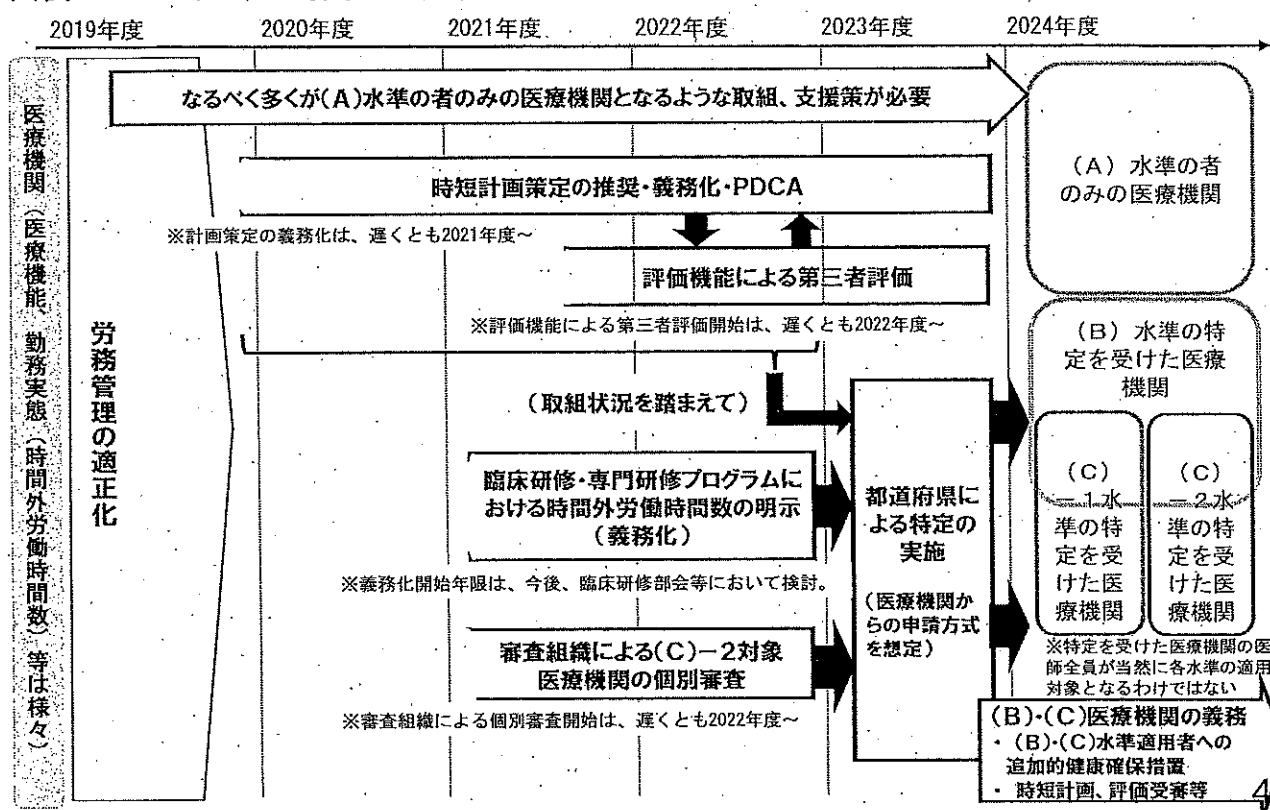 2019年度
2020年度
2021年度
2022年度
2023年度
2024年度
医療機関(医療機能、勤務実態(時間外労働時間数)等は様々)
労務管理の適正化
なるべく多くが(A)水準の者のみの医療機関となるような取組、支援策が必要
時短計画策定の推奨・義務化・PDCA
※計画策定の義務化は、遅くとも2021年度~
評価機能による第三者評価
※評価機能による第三者評価開始は、遅くとも2022年度~
(取組状況を踏まえて)
臨床研修・専門研修プログラムに
おける時間外労働時間数の明示
(義務化)
※義務化開始年限は、今後、臨床研修部会等において検討。
審査組織による(C)-2対象
医療機関の個別審査
※審査組織による個別審査開始は、遅くとも2022年度~
都道府県に
よる特定の
実施
(医療機関か
らの申請方式
を想定)
(A)水準の者
のみの医療機関
(B)水準の特
定を受けた医療
機関
(C)
-1水
準の特
定を受
けた医
療機関
(C)
-2水
準の特
定を受
けた医
療機関
※特定を受けた医療機関の医
師全員が当然に各水準の適用
対象となるわけではない
(B)・(C)医療機関の義務
・(B)・(C)水準適用者への
追加的健康確保措置
・時短計画、評価受審等
4